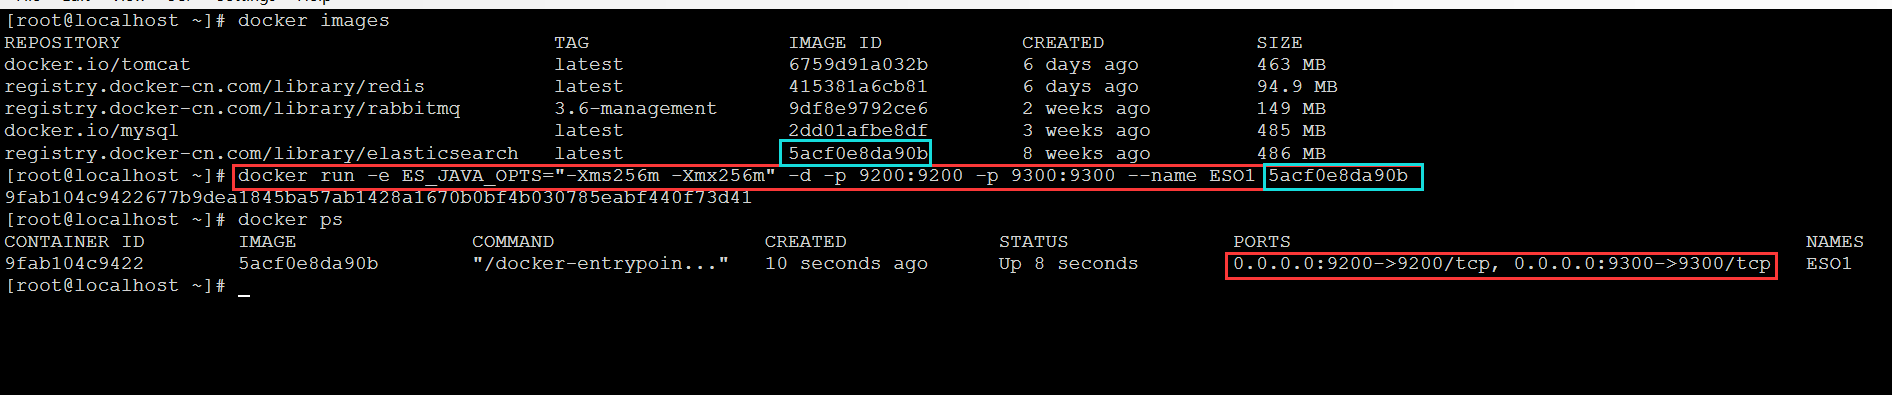 [root@localhost ~]# docker images
REPOSITORY TAG IMAGE ID CREATED SIZE
docker.io/tomcat latest 6759d91a032b 6 days ago 463 MB
registry.docker-cn.com/library/redis latest 415381a6cb81 6 days ago 94.9 MB
registry.docker-cn.com/library/rabbitmq 3.6-management 9df8e9792ce6 2 weeks ago 149 MB
docker.io/mysql latest 2dd01afbe8df 3 weeks ago 485 MB
registry.docker-cn.com/library/elasticsearch latest 5acf0e8da90b 8 weeks ago 486 MB
[root@localhost ~]# docker run -e ES_JAVA_OPTS="-Xms256m -Xmx256m" -d -p 9200:9200 -p 9300:9300 --name ESO1 5acf0e8da90b
9fab104c9422677b9dea1845ba57ab1428a1670b0bf4b030785eabf440f73d41
[root@localhost ~]# docker ps
CONTAINER ID IMAGE COMMAND CREATED STATUS PORTS NAMES
9fab104c9422 5acf0e8da90b "/docker-entrypoin..." 10 seconds ago Up 8 seconds 0.0.0.0:9200->9200/tcp, 0.0.0.0:9300->9300/tcp ESO1
[root@localhost ~]#